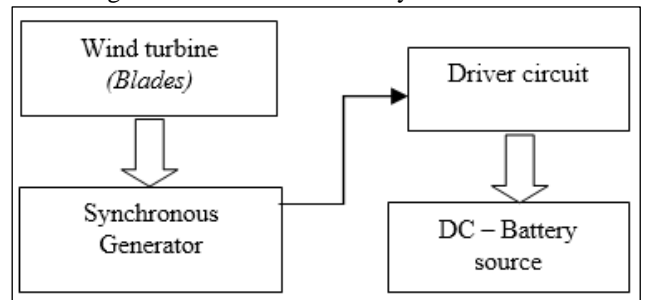 Wind turbine
(Blades)
Synchronous
Generator
Driver circuit
DC – Battery
source